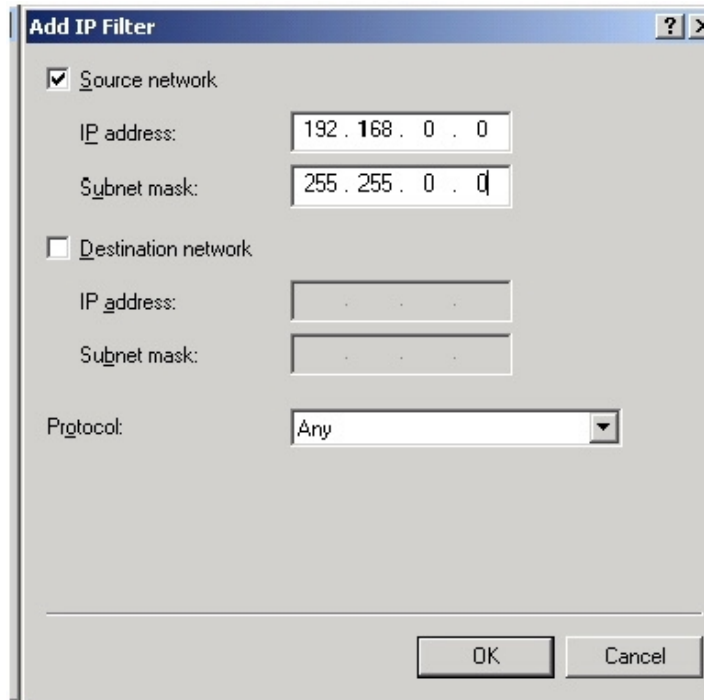 Add IP Filter
Source network
IP address: 192 . 168 . 0 . 0
Subnet mask: 255 . 255 . 0 . 0
Destination network
IP address: . . .
Subnet mask: . . .
Protocol: Any
OK Cancel